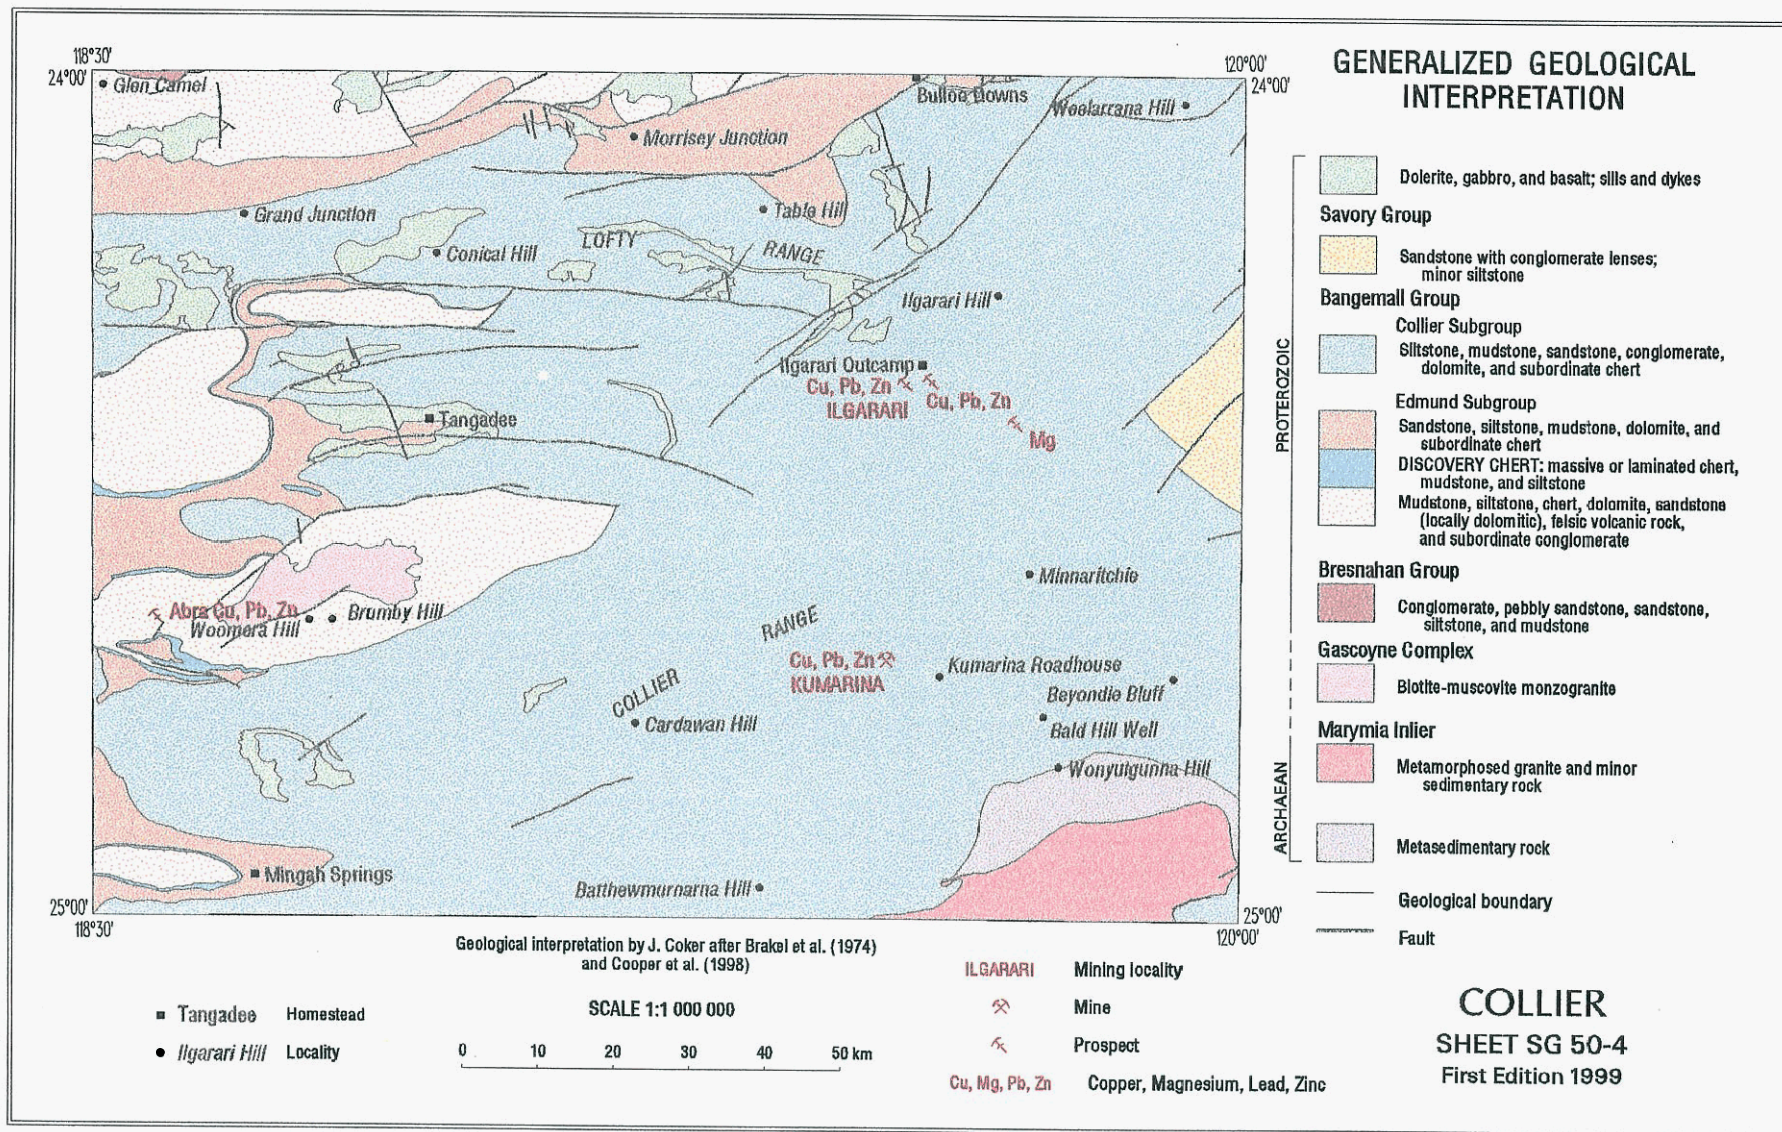 118°30'
24°00'
120°00'
24°00'
Glen Camel
Bulloo Downs
Woolarrana Hill
Morrisey Junction
Grand Junction
Table Hill
Conical Hill
LOFTY
RANGE
Ilgarari Hill
Ilgarari Outcamp
Cu, Pb, Zn
Cu, Pb, Zn
ILGARARI
Tangadee
Mg
Minnaritchie
Abra Cu, Pb, Zn
Brumby Hill
Woomera Hill
RANGE
Cu, Pb, Zn
KUMARINA
Kumarina Roadhouse
Beyondie Bluff
COLLIER
Cardawan Hill
Bald Hill Well
Wonyulgunna Hill
Mingah Springs
Batthewmurnarna Hill
25°00'
118°30'
25°00'
120°00'
GENERALIZED GEOLOGICAL
INTERPRETATION
Dolerite, gabbro, and basalt; sills and dykes
Savory Group
Sandstone with conglomerate lenses;
minor siltstone
Bangemall Group
Collier Subgroup
Siltstone, mudstone, sandstone, conglomerate,
dolomite, and subordinate chert
Edmund Subgroup
Sandstone, siltstone, mudstone, dolomite, and
subordinate chert
DISCOVERY CHERT: massive or laminated chert,
mudstone, and siltstone
Mudstone, siltstone, chert, dolomite, sandstone
(locally dolomitic), felsic volcanic rock,
and subordinate conglomerate
Bresnahan Group
Conglomerate, pebbly sandstone, sandstone,
siltstone, and mudstone
Gascoyne Complex
Biotite-muscovite monzogranite
Marymia Inlier
Metamorphosed granite and minor
sedimentary rock
Metasedimentary rock
PROTEROZOIC
ARCHAEAN
Geological boundary
Fault
Geological interpretation by J. Coker after Brakel et al. (1974)
and Cooper et al. (1998)
SCALE 1:1 000 000
0 10 20 30 40 50 km
Tangadee Homestead
Ilgarari Hill Locality
ILGARARI Mining locality
Mine
Prospect
Cu, Mg, Pb, Zn Copper, Magnesium, Lead, Zinc
COLLIER
SHEET SG 50-4
First Edition 1999